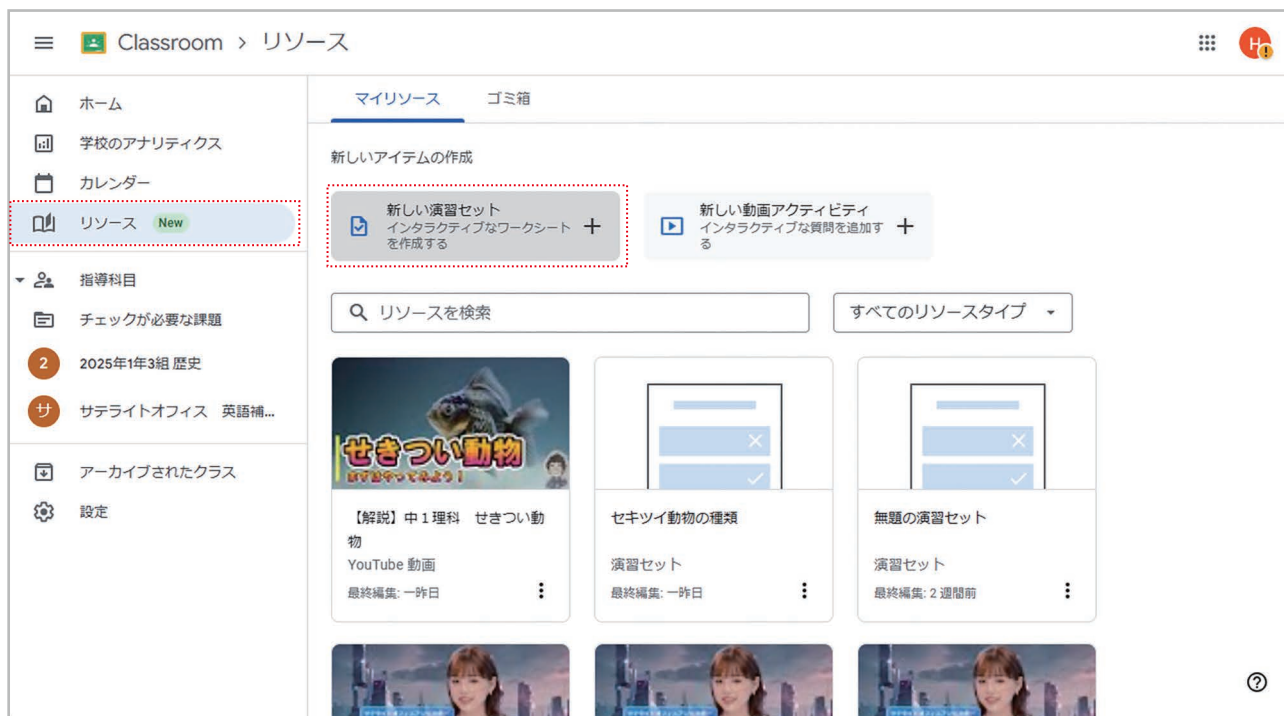 Classroom > リソース
H
ホーム
学校のアナリティクス
カレンダー
リソース New
指導科目
チェックが必要な課題
2 2025年1年3組 歴史
サ サテライトオフィス 英語補...
アーカイブされたクラス
設定
マイリソース ゴミ箱
新しいアイテムの作成
新しい演習セット
インタラクティブなワークシート
を作成する
新しい動画アクティビティ
インタラクティブな質問を追加す
る
リソースを検索
すべてのリソースタイプ
せきつい動物
まずはやってみよう！
【解説】中１理科 せきつい動
物
YouTube 動画
最終編集: 一昨日
セキツイ動物の種類
演習セット
最終編集: 一昨日
無題の演習セット
演習セット
最終編集: 2 週間前